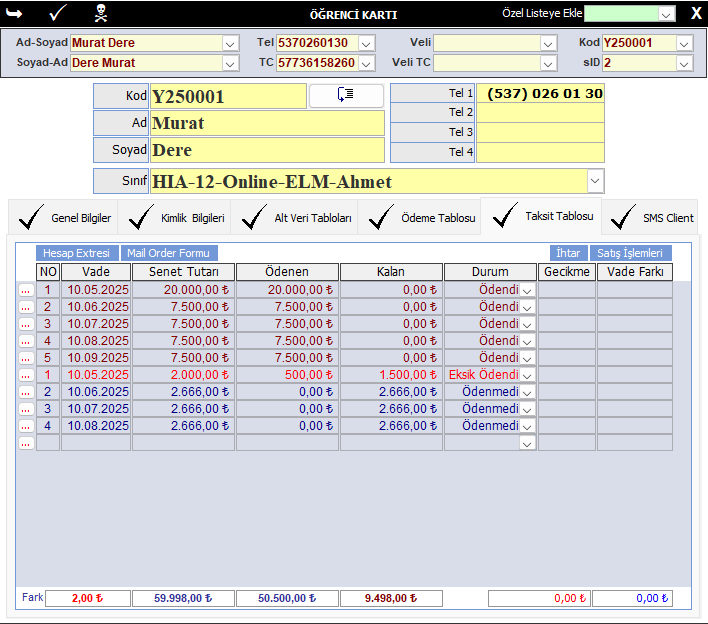 ÖĞRENCİ KARTI Özel Listeye Ekle X
Ad-Soyad Murat Dere Tel 5370260130 Veli Kod Y250001
Soyad-Ad Dere Murat TC 57736158260 Veli TC sID 2
Kod Y250001 Tel 1 (537) 026 01 30
Tel 2
Ad Murat
Tel 3
Soyad Dere Tel 4
Sınıf HIA-12-Online-ELM-Ahmet
Genel Bilgiler Kimlik Bilgileri Alt Veri Tabloları Ödeme Tablosu Taksit Tablosu SMS Client
Hesap Extresi Mail Order Formu İhtar Satış İşlemleri
NO Vade Senet Tutarı Ödenen Kalan Durum Gecikme Vade Farkı
... 1 10.05.2025 20.000,00 ₺ 20.000,00 ₺ 0,00 ₺ Ödendi
... 2 10.06.2025 7.500,00 ₺ 7.500,00 ₺ 0,00 ₺ Ödendi
... 3 10.07.2025 7.500,00 ₺ 7.500,00 ₺ 0,00 ₺ Ödendi
... 4 10.08.2025 7.500,00 ₺ 7.500,00 ₺ 0,00 ₺ Ödendi
... 5 10.09.2025 7.500,00 ₺ 7.500,00 ₺ 0,00 ₺ Ödendi
... 1 10.05.2025 2.000,00 ₺ 500,00 ₺ 1.500,00 ₺ Eksik Ödendi
... 2 10.06.2025 2.666,00 ₺ 0,00 ₺ 2.666,00 ₺ Ödenmedi
... 3 10.07.2025 2.666,00 ₺ 0,00 ₺ 2.666,00 ₺ Ödenmedi
... 4 10.08.2025 2.666,00 ₺ 0,00 ₺ 2.666,00 ₺ Ödenmedi
...
Fark 2,00 ₺ 59.998,00 ₺ 50.500,00 ₺ 9.498,00 ₺ 0,00 ₺ 0,00 ₺